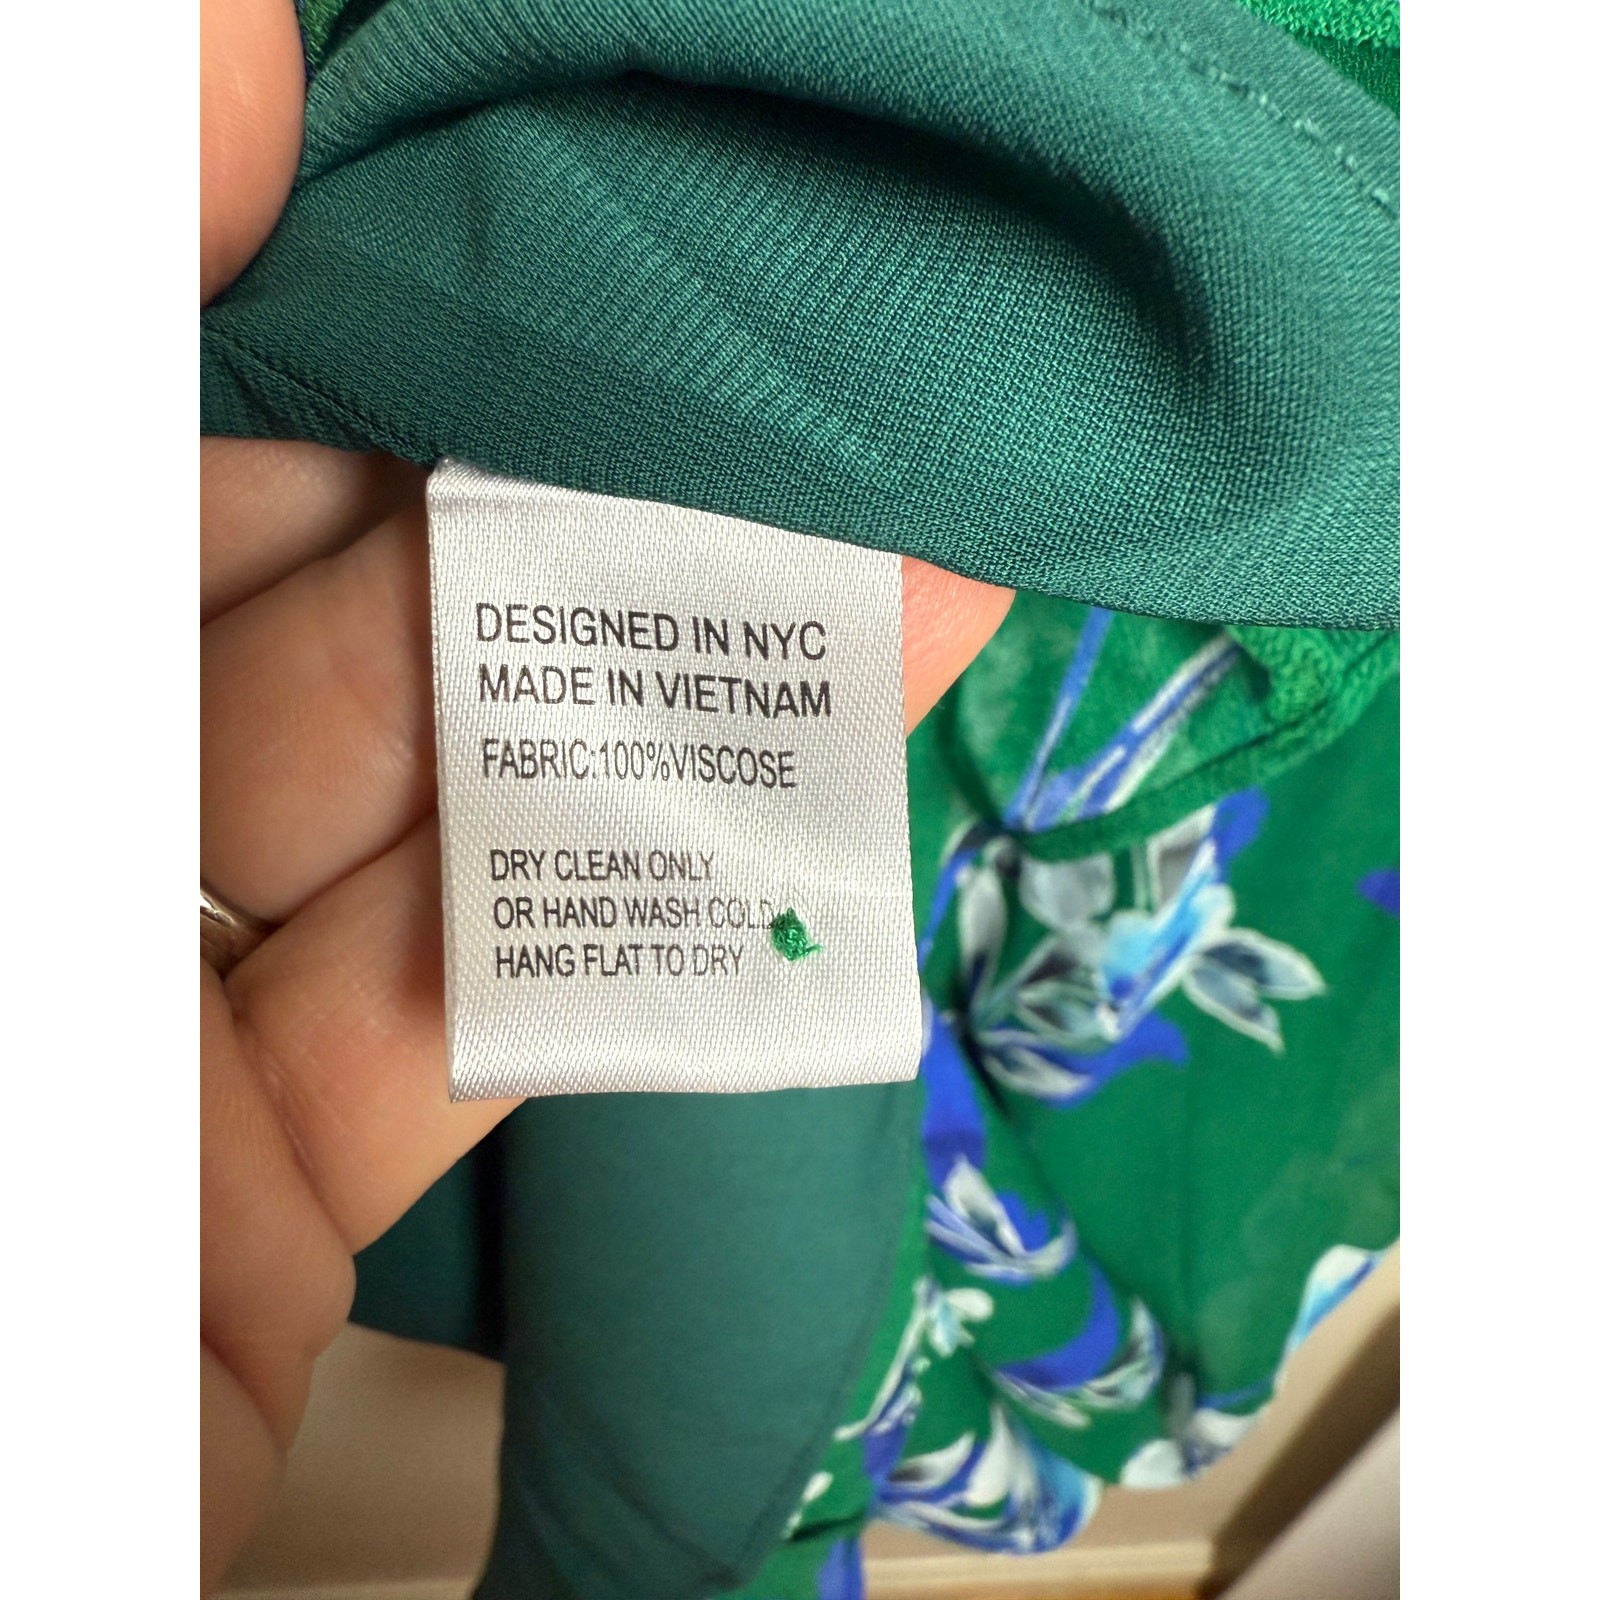 DESIGNED IN NYC
MADE IN VIETNAM
FABRIC:100%VISCOSE
DRY CLEAN ONLY
OR HAND WASH COLD
HANG FLAT TO DRY